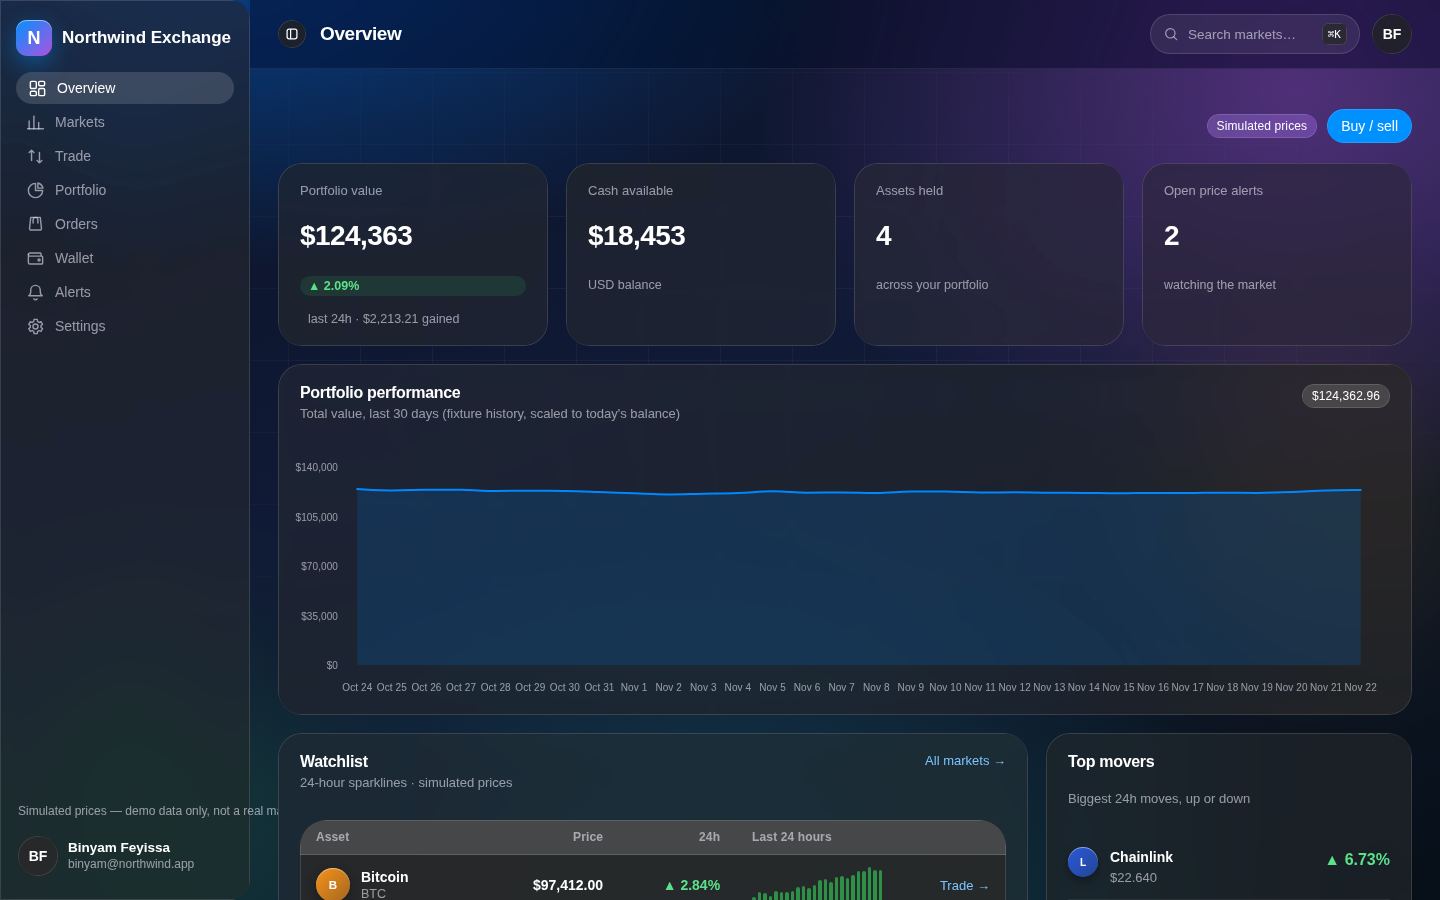 N Northwind Exchange
Overview
Markets
Trade
Portfolio
Orders
Wallet
Alerts
Settings
Simulated prices — demo data only, not a real
BF
Binyam Feyissa
binyam@northwind.app
Overview
Search markets…
⌘K
BF
Simulated prices
Buy / sell
Portfolio value
$124,363
▲ 2.09%
last 24h · $2,213.21 gained
Cash available
$18,453
USD balance
Assets held
4
across your portfolio
Open price alerts
2
watching the market
Portfolio performance
Total value, last 30 days (fixture history, scaled to today's balance)
$124,362.96
$140,000
$105,000
$70,000
$35,000
$0
Oct 24 Oct 25 Oct 26 Oct 27 Oct 28 Oct 29 Oct 30 Oct 31 Nov 1 Nov 2 Nov 3 Nov 4 Nov 5 Nov 6 Nov 7 Nov 8 Nov 9 Nov 10 Nov 11 Nov 12 Nov 13 Nov 14 Nov 15 Nov 16 Nov 17 Nov 18 Nov 19 Nov 20 Nov 21 Nov 22
Watchlist
24-hour sparklines · simulated prices
All markets →
Asset Price 24h Last 24 hours
B
Bitcoin
BTC
$97,412.00 ▲ 2.84% Trade →
Top movers
Biggest 24h moves, up or down
L
Chainlink
$22.640
▲ 6.73%